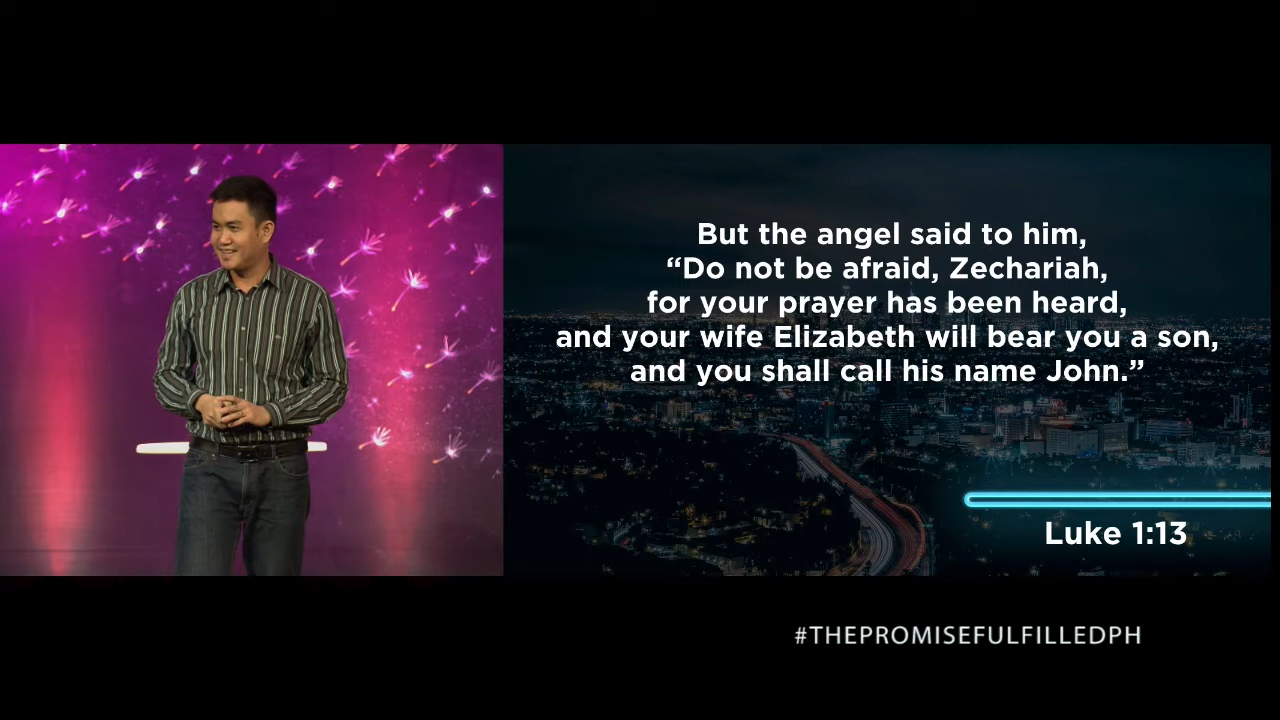 But the angel said to him,
“Do not be afraid, Zechariah,
for your prayer has been heard,
and your wife Elizabeth will bear you a son,
and you shall call his name John.”
Luke 1:13
#THEPROMISEFULFILLEDPH